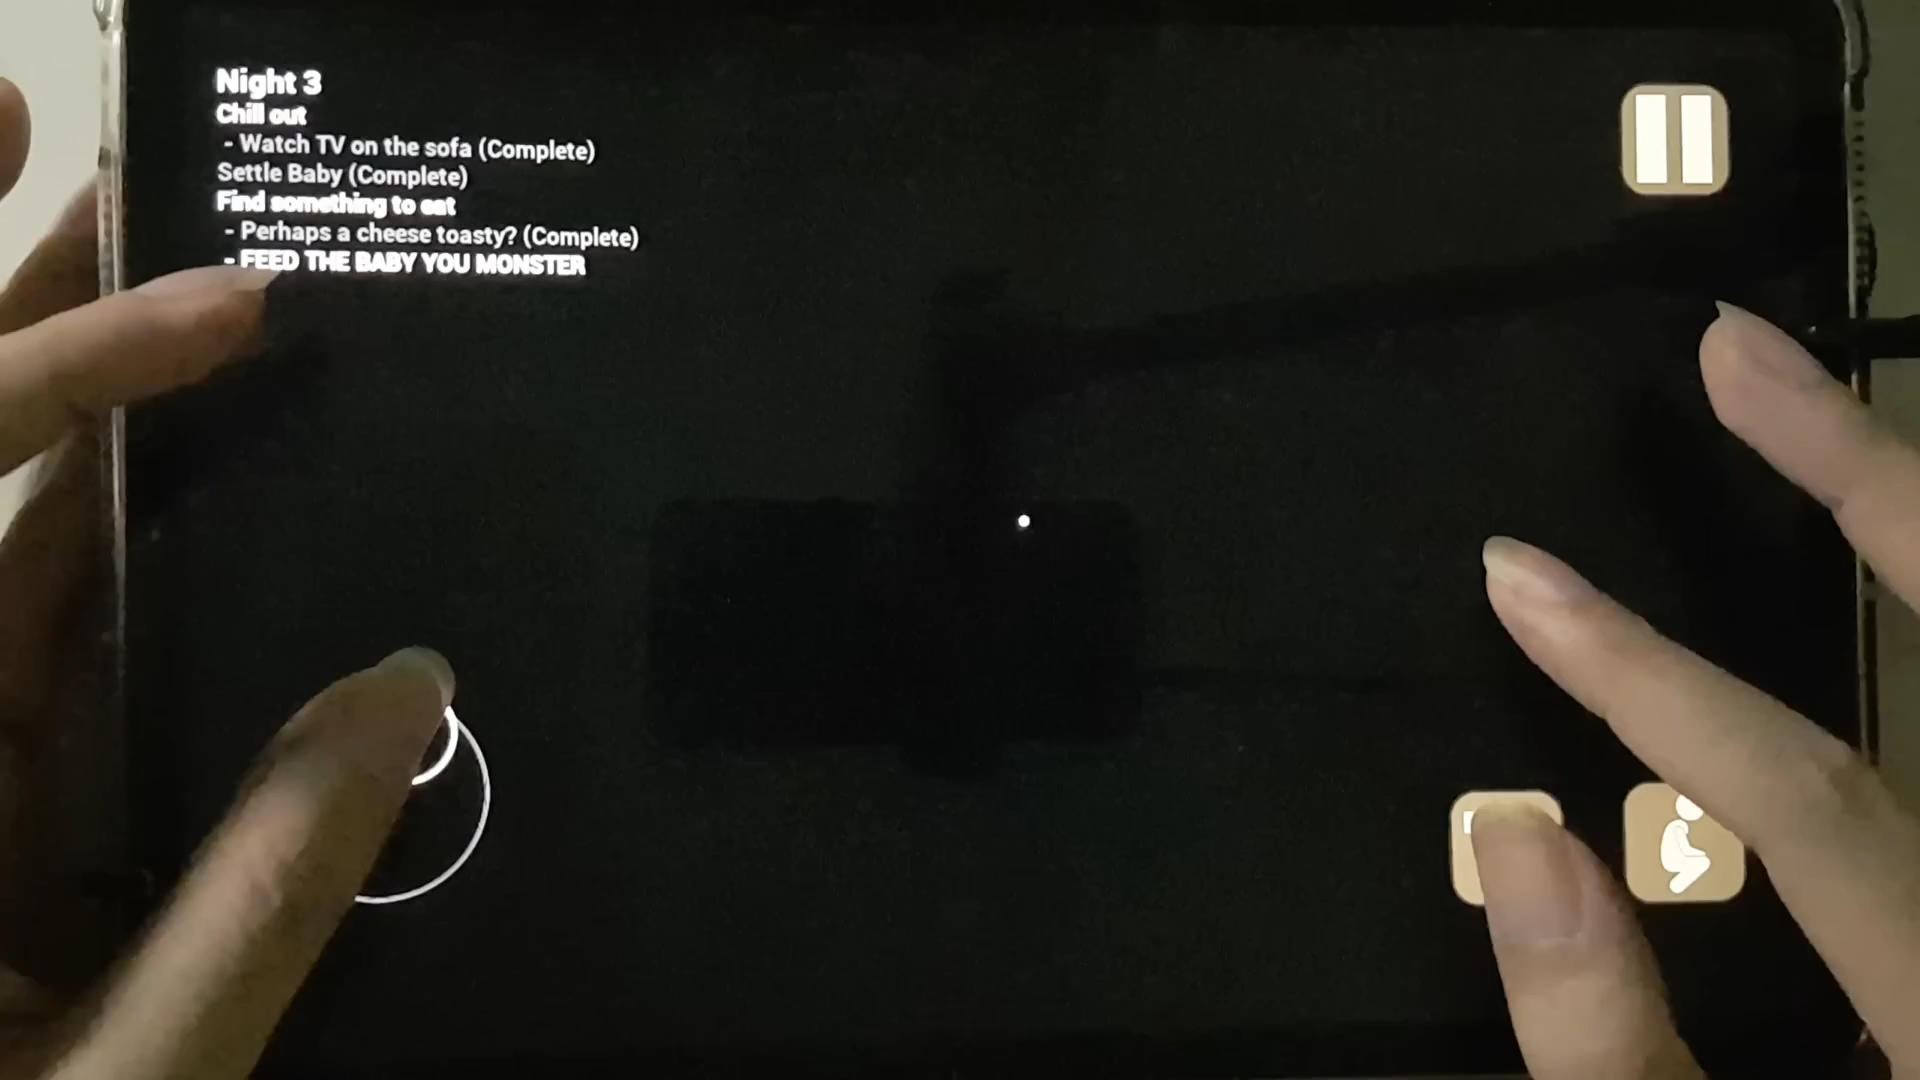 Night 3
Chill out
- Watch TV on the sofa (Complete)
Settle Baby (Complete)
Find something to eat
- Perhaps a cheese toasty? (Complete)
- FEED THE BABY YOU MONSTER